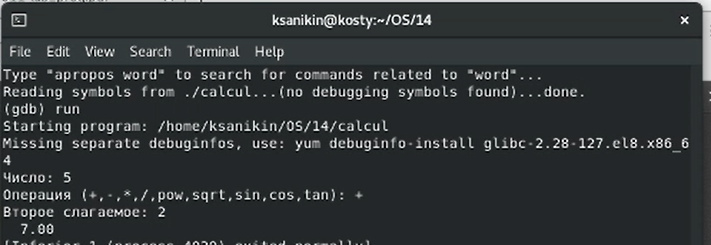 ksanikin@kosty:~/OS/14
File Edit View Search Terminal Help
Type "apropos word" to search for commands related to "word"...
Reading symbols from ./calcul...(no debugging symbols found)...done.
(gdb) run
Starting program: /home/ksanikin/OS/14/calcul
Missing separate debuginfos, use: yum debuginfo-install glibc-2.28-127.el8.x86_6
4
Число: 5
Операция (+,-,*,/,pow,sqrt,sin,cos,tan): +
Второе слагаемое: 2
7.00
[Inferior 1 (process 4029) exited normally]